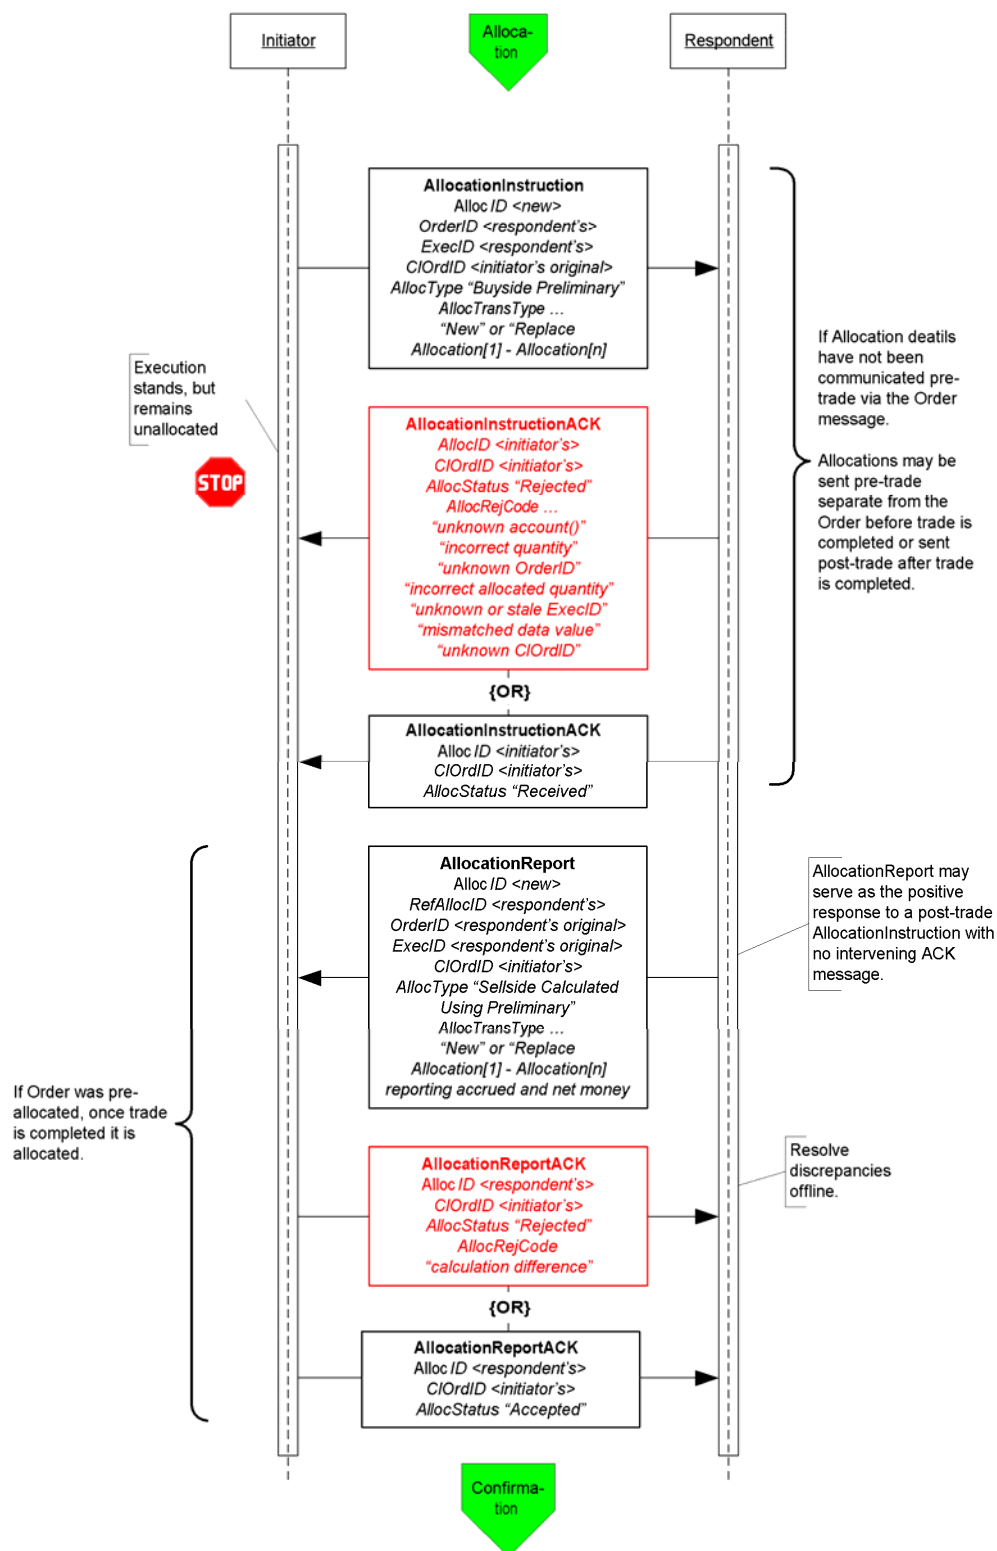 Initiator
Alloca-
tion
Respondent
AllocationInstruction
Alloc ID <new>
OrderID <respondent's>
ExecID <respondent's>
ClOrdID <initiator's original>
AllocType “Buyside Preliminary”
AllocTransType ...
“New” or “Replace
Allocation[1] - Allocation[n]
If Allocation deatils
have not been
communicated pre-
trade via the Order
message.
Allocations may be
sent pre-trade
separate from the
Order before trade is
completed or sent
post-trade after trade
is completed.
Execution
stands, but
remains
unallocated
STOP
AllocationInstructionACK
AllocID <initiator's>
ClOrdID <initiator's>
AllocStatus “Rejected”
AllocRejCode ...
“unknown account()”
“incorrect quantity”
“unknown OrderID”
“incorrect allocated quantity”
“unknown or stale ExecID”
“mismatched data value”
“unknown ClOrdID”
{OR}
AllocationInstructionACK
Alloc ID <initiator's>
ClOrdID <initiator's>
AllocStatus “Received”
AllocationReport
Alloc ID <new>
RefAllocID <respondent's>
OrderID <respondent's original>
ExecID <respondent's original>
ClOrdID <initiator's>
AllocType “Sellside Calculated
Using Preliminary”
AllocTransType ...
“New” or “Replace
Allocation[1] - Allocation[n]
reporting accrued and net money
AllocationReport may
serve as the positive
response to a post-trade
AllocationInstruction with
no intervening ACK
message.
If Order was pre-
allocated, once trade
is completed it is
allocated.
AllocationReportACK
Alloc ID <respondent's>
ClOrdID <initiator's>
AllocStatus “Rejected”
AllocRejCode
“calculation difference”
Resolve
discrepancies
offline.
{OR}
AllocationReportACK
Alloc ID <respondent's>
ClOrdID <initiator's>
AllocStatus “Accepted”
Confirma-
tion